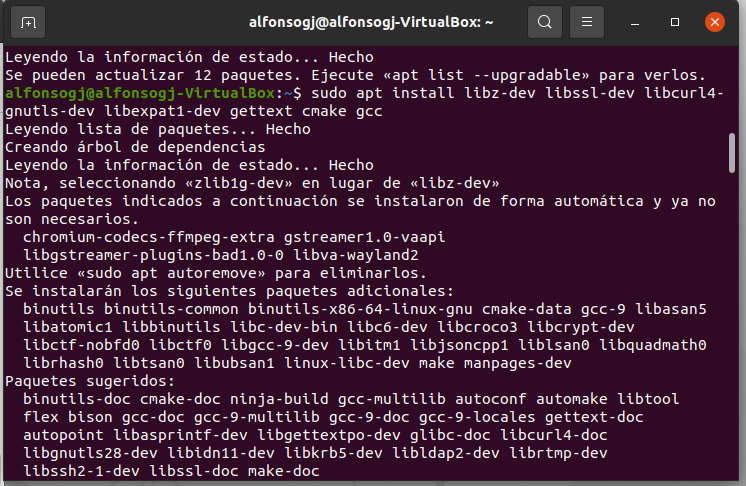 alfonsogj@alfonsogj-VirtualBox: ~
Leyendo la información de estado... Hecho
Se pueden actualizar 12 paquetes. Ejecute «apt list --upgradable» para verlos.
alfonsogj@alfonsogj-VirtualBox:~$ sudo apt install libz-dev libssl-dev libcurl4-
gnutls-dev libexpat1-dev gettext cmake gcc
Leyendo lista de paquetes... Hecho
Creando árbol de dependencias
Leyendo la información de estado... Hecho
Nota, seleccionando «zlib1g-dev» en lugar de «libz-dev»
Los paquetes indicados a continuación se instalaron de forma automática y ya no
son necesarios.
  chromium-codecs-ffmpeg-extra gstreamer1.0-vaapi
  libgstreamer-plugins-bad1.0-0 libva-wayland2
Utilice «sudo apt autoremove» para eliminarlos.
Se instalarán los siguientes paquetes adicionales:
  binutils binutils-common binutils-x86-64-linux-gnu cmake-data gcc-9 libasan5
  libatomic1 libbinutils libc-dev-bin libc6-dev libcroco3 libcrypt-dev
  libctf-nobfd0 libctf0 libgcc-9-dev libitm1 libjsoncpp1 liblsan0 libquadmath0
  librhash0 libtsan0 libubsan1 linux-libc-dev make manpages-dev
Paquetes sugeridos:
  binutils-doc cmake-doc ninja-build gcc-multilib autoconf automake libtool
  flex bison gcc-doc gcc-9-multilib gcc-9-doc gcc-9-locales gettext-doc
  autopoint libasprintf-dev libgettextpo-dev glibc-doc libcurl4-doc
  libgnutls28-dev libidn11-dev libkrb5-dev libldap2-dev librtmp-dev
  libssh2-1-dev libssl-doc make-doc